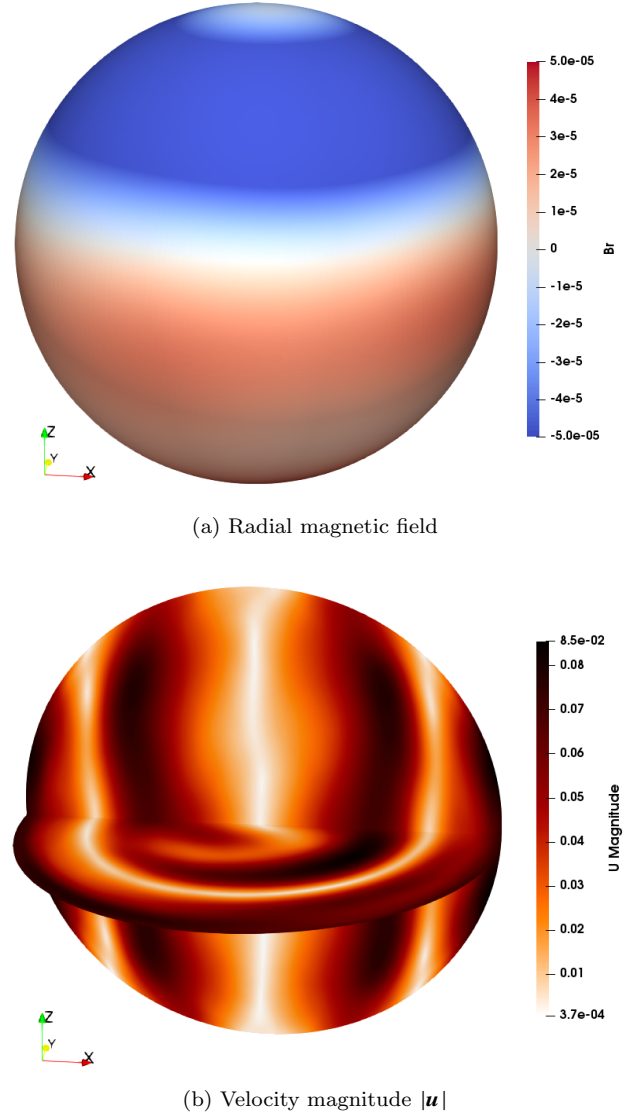 5.0e-05
4e-5
3e-5
2e-5
1e-5
0
-1e-5
-2e-5
-3e-5
-4e-5
-5.0e-05
Br
Z
Y
X
(a) Radial magnetic field
8.5e-02
0.08
0.07
0.06
0.05
0.04
0.03
0.02
0.01
3.7e-04
U Magnitude
Z
Y
X
(b) Velocity magnitude |u|